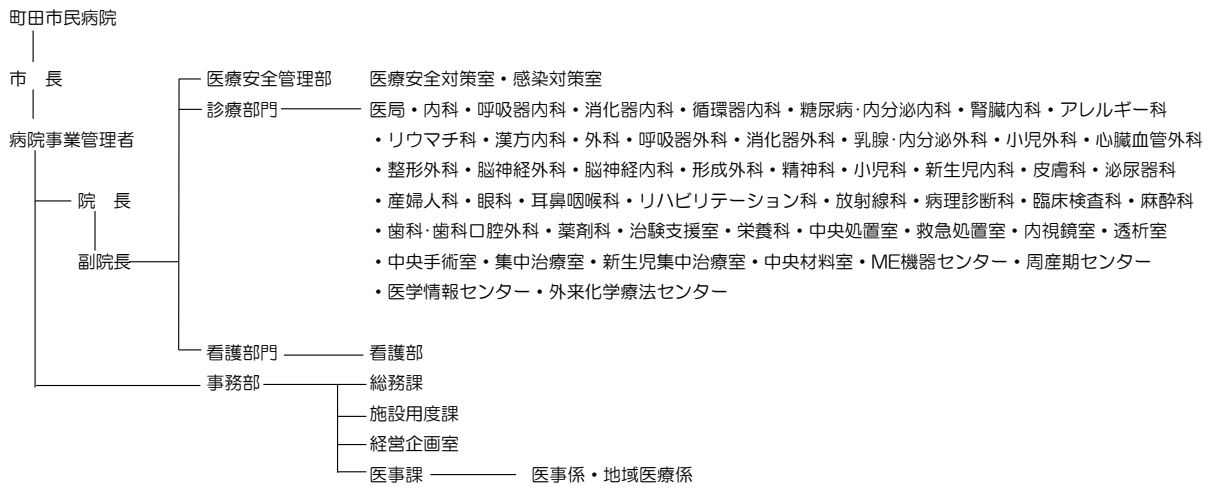 町田市民病院
市　長
医療安全管理部　医療安全対策室・感染対策室
診療部門　医局・内科・呼吸器内科・消化器内科・循環器内科・糖尿病・内分泌内科・腎臓内科・アレルギー科
病院事業管理者　・リウマチ科・漢方内科・外科・呼吸器外科・消化器外科・乳腺・内分泌外科・小児外科・心臓血管外科
・整形外科・脳神経外科・脳神経内科・形成外科・精神科・小児科・新生児内科・皮膚科・泌尿器科
院　長　・産婦人科・眼科・耳鼻咽喉科・リハビリテーション科・放射線科・病理診断科・臨床検査科・麻酔科
・歯科・歯科口腔外科・薬剤科・治験支援室・栄養科・中央処置室・救急処置室・内視鏡室・透析室
副院長　・中央手術室・集中治療室・新生児集中治療室・中央材料室・ME機器センター・周産期センター
・医学情報センター・外来化学療法センター
看護部門　看護部
事務部　総務課
施設用度課
経営企画室
医事課　医事係・地域医療係